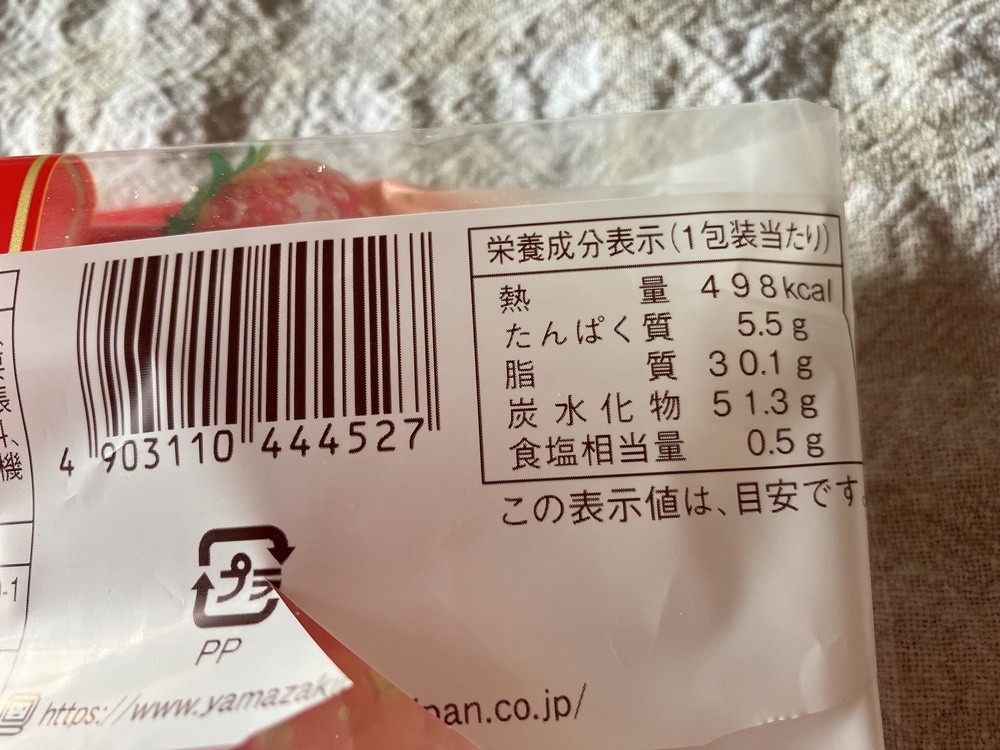 栄養成分表示(1包装当たり)
熱量 498kcal
たんぱく質 5.5g
脂質 30.1g
炭水化物 51.3g
食塩相当量 0.5g
この表示値は、目安です。
4 903110 444527
機
-1
プラ
PP
https://www.yamazak
pan.co.jp/